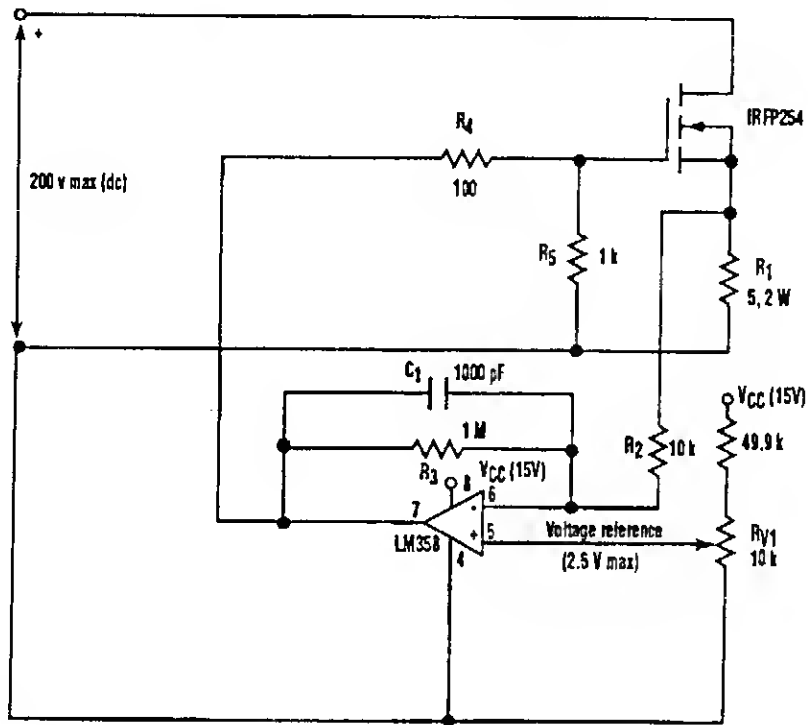 +
IRFP254
R4
100
200 v max (dc)
R5
1 k
R1
5, 2 W
C1
1000 pF
VCC (15V)
1 M
R2
10 k
49.9 k
R3
VCC (15V)
8
6
7
-
+
5
Voltage reference
RV1
10 k
LM358
4
(2.5 V max)